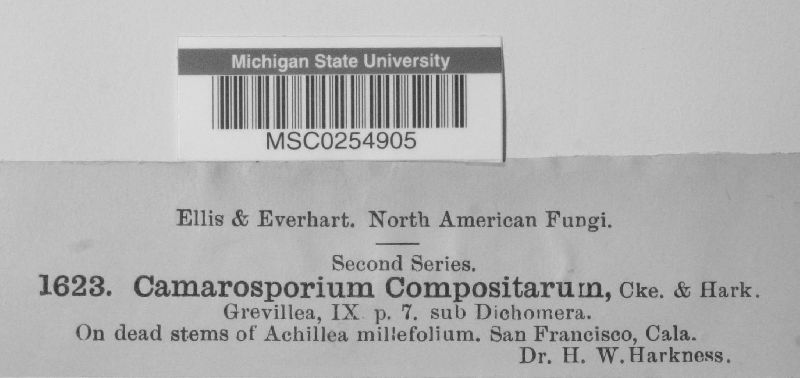 Michigan State University
MSC0254905
Ellis & Everhart. North American Fungi.
Second Series.
1623. Camarosporium Compositarum, Cke. & Hark.
Grevillea, IX p. 7. sub Dichomera.
On dead stems of Achillea millefolium. San Francisco, Cala.
Dr. H. W. Harkness.